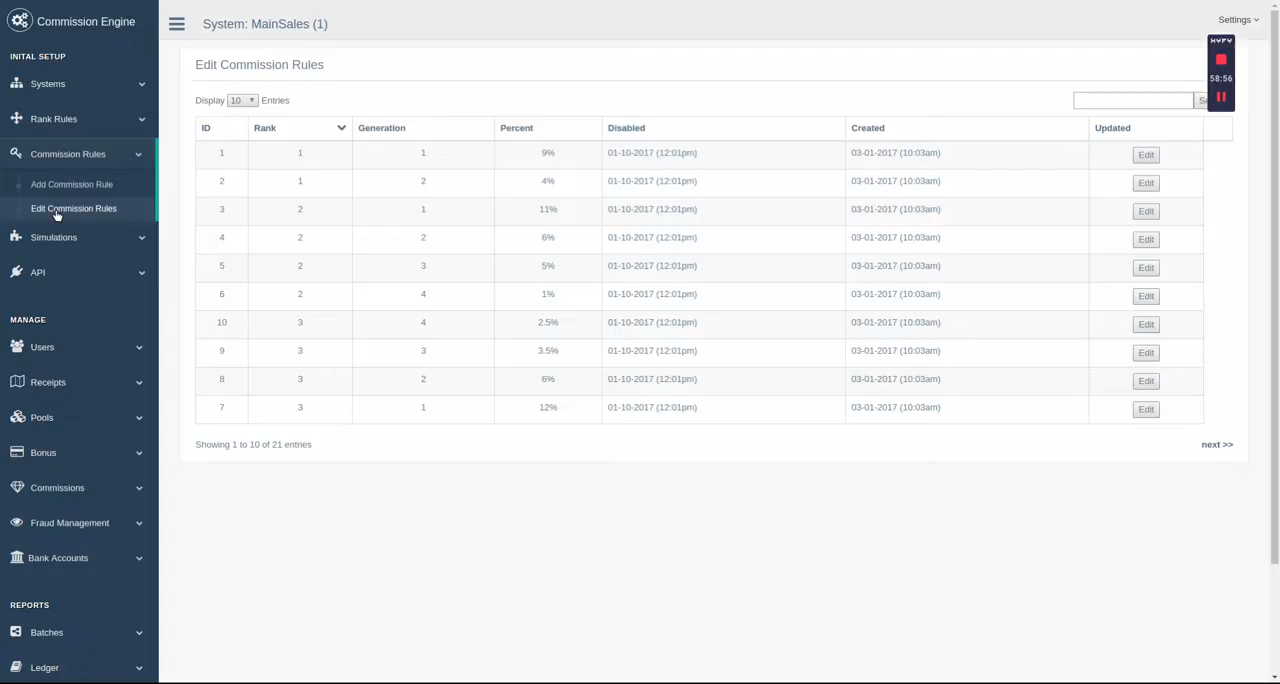 Commission Engine
System: MainSales (1)
Settings
INITAL SETUP
Systems
Rank Rules
Commission Rules
Add Commission Rule
Edit Commission Rules
Simulations
API
MANAGE
Users
Receipts
Pools
Bonus
Commissions
Fraud Management
Bank Accounts
REPORTS
Batches
Ledger
58:56
Edit Commission Rules
Display 10 Entries
ID Rank Generation Percent Disabled Created Updated
1 1 1 9% 01-10-2017 (12:01pm) 03-01-2017 (10:03am) Edit
2 1 2 4% 01-10-2017 (12:01pm) 03-01-2017 (10:03am) Edit
3 2 1 11% 01-10-2017 (12:01pm) 03-01-2017 (10:03am) Edit
4 2 2 6% 01-10-2017 (12:01pm) 03-01-2017 (10:03am) Edit
5 2 3 5% 01-10-2017 (12:01pm) 03-01-2017 (10:03am) Edit
6 2 4 1% 01-10-2017 (12:01pm) 03-01-2017 (10:03am) Edit
10 3 4 2.5% 01-10-2017 (12:01pm) 03-01-2017 (10:03am) Edit
9 3 3 3.5% 01-10-2017 (12:01pm) 03-01-2017 (10:03am) Edit
8 3 2 6% 01-10-2017 (12:01pm) 03-01-2017 (10:03am) Edit
7 3 1 12% 01-10-2017 (12:01pm) 03-01-2017 (10:03am) Edit
Showing 1 to 10 of 21 entries
next >>